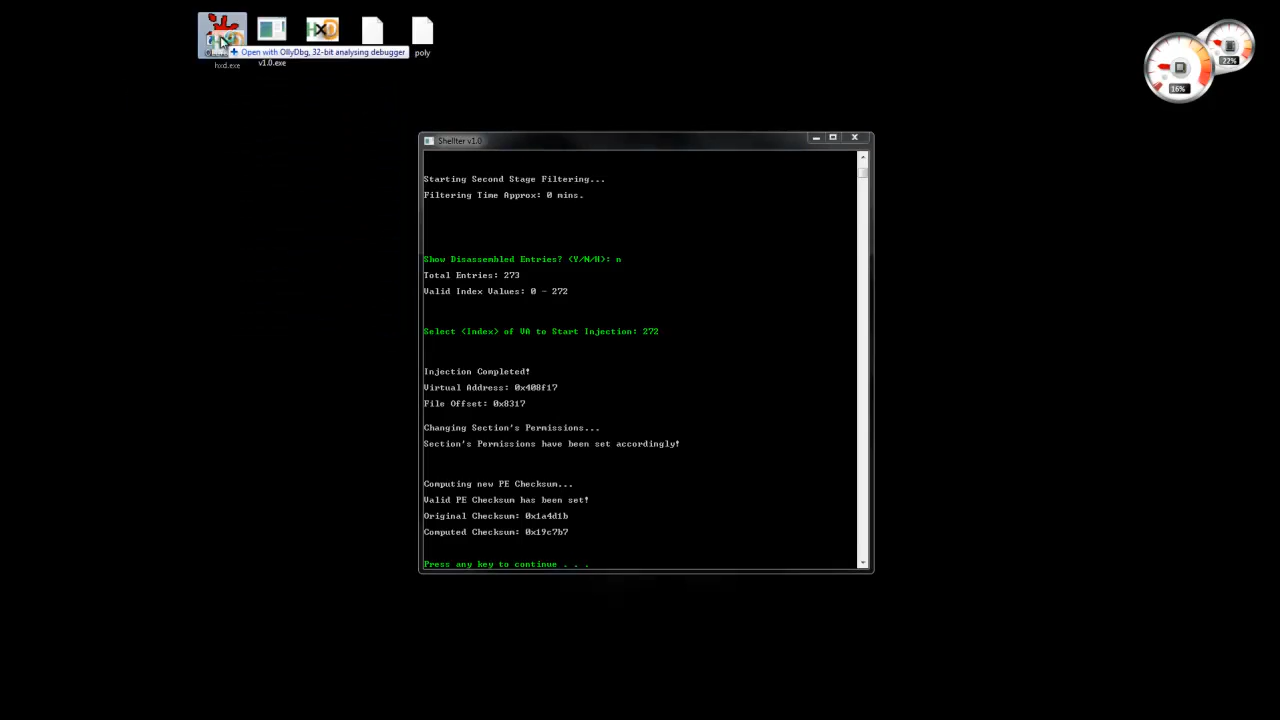 Open with OllyDbg, 32-bit analysing debugger
hxd.exe
v1.0.exe
HXD
poly
22%
16%
Shellter v1.0
Starting Second Stage Filtering...
Filtering Time Approx: 0 mins.
Show Disassembled Entries? <Y/N/H>: n
Total Entries: 273
Valid Index Values: 0 - 272
Select <Index> of VA to Start Injection: 272
Injection Completed!
Virtual Address: 0x408f17
File Offset: 0x8317
Changing Section's Permissions...
Section's Permissions have been set accordingly!
Computing new PE Checksum...
Valid PE Checksum has been set!
Original Checksum: 0x1a4d1b
Computed Checksum: 0x19c7b7
Press any key to continue . . .